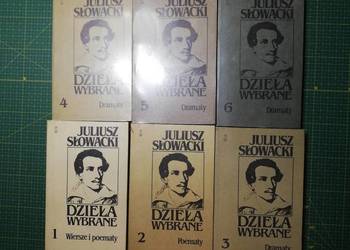 JULIUSZ
SŁOWACKI
DZIEŁA
WYBRANE
4
Dramaty
JULIUSZ
SŁOWACKI
DZIEŁA
WYBRANE
5
Dramaty
JULIUSZ
SŁOWACKI
DZIEŁA
WYBRANE
6
Dramaty
JULIUSZ
SŁOWACKI
DZIEŁA
WYBRANE
1
Wiersze i poematy
JULIUSZ
SŁOWACKI
DZIEŁA
WYBRANE
2
Poematy
JULIUSZ
SŁOWACKI
DZIEŁA
WYBRANE
3
Dramaty